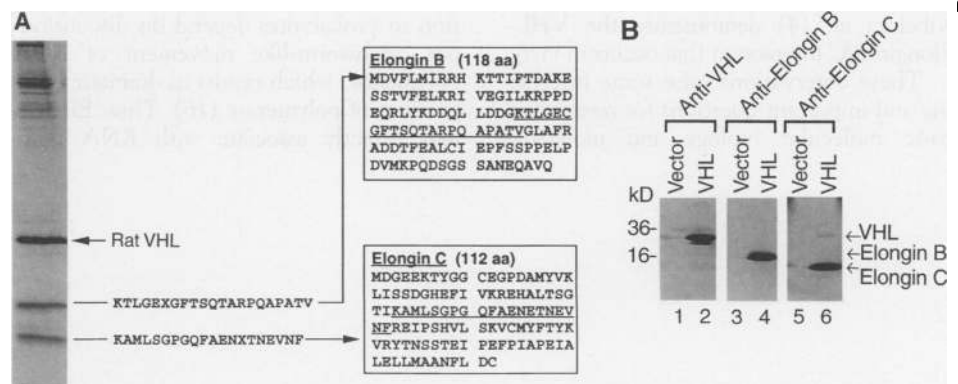 A
Elongin B (118 aa)
MDVFLMIRRH KTTIFTDAKE
SSTVFELKRI VEGILKRPPD
EQRLYKDDQL LDDGKTLGEC
GFTSQTARPQ APATVGLAFR
ADDTFEALCI EPFSSPPELP
DVMKPQDSGS SANEQAVQ
Rat VHL
KTLGEXGFTSQTARPQAPATV
KAMLSGPGQFAENXTNEVNF
Elongin C (112 aa)
MDGEEKTYGG CEGPDAMYVK
LISSDGHEFI VKREHALTSG
TIKAMLSGPG QFAENETNEV
NFREIPSHVL SKVCMYFTYK
VRYTNSSTEI PEFPIAPEIA
LELLMAANFL DC
B
Anti-VHL
Anti-Elongin B
Anti-Elongin C
Vector
VHL
Vector
VHL
Vector
VHL
kD
36-
16-
VHL
Elongin B
Elongin C
1 2 3 4 5 6